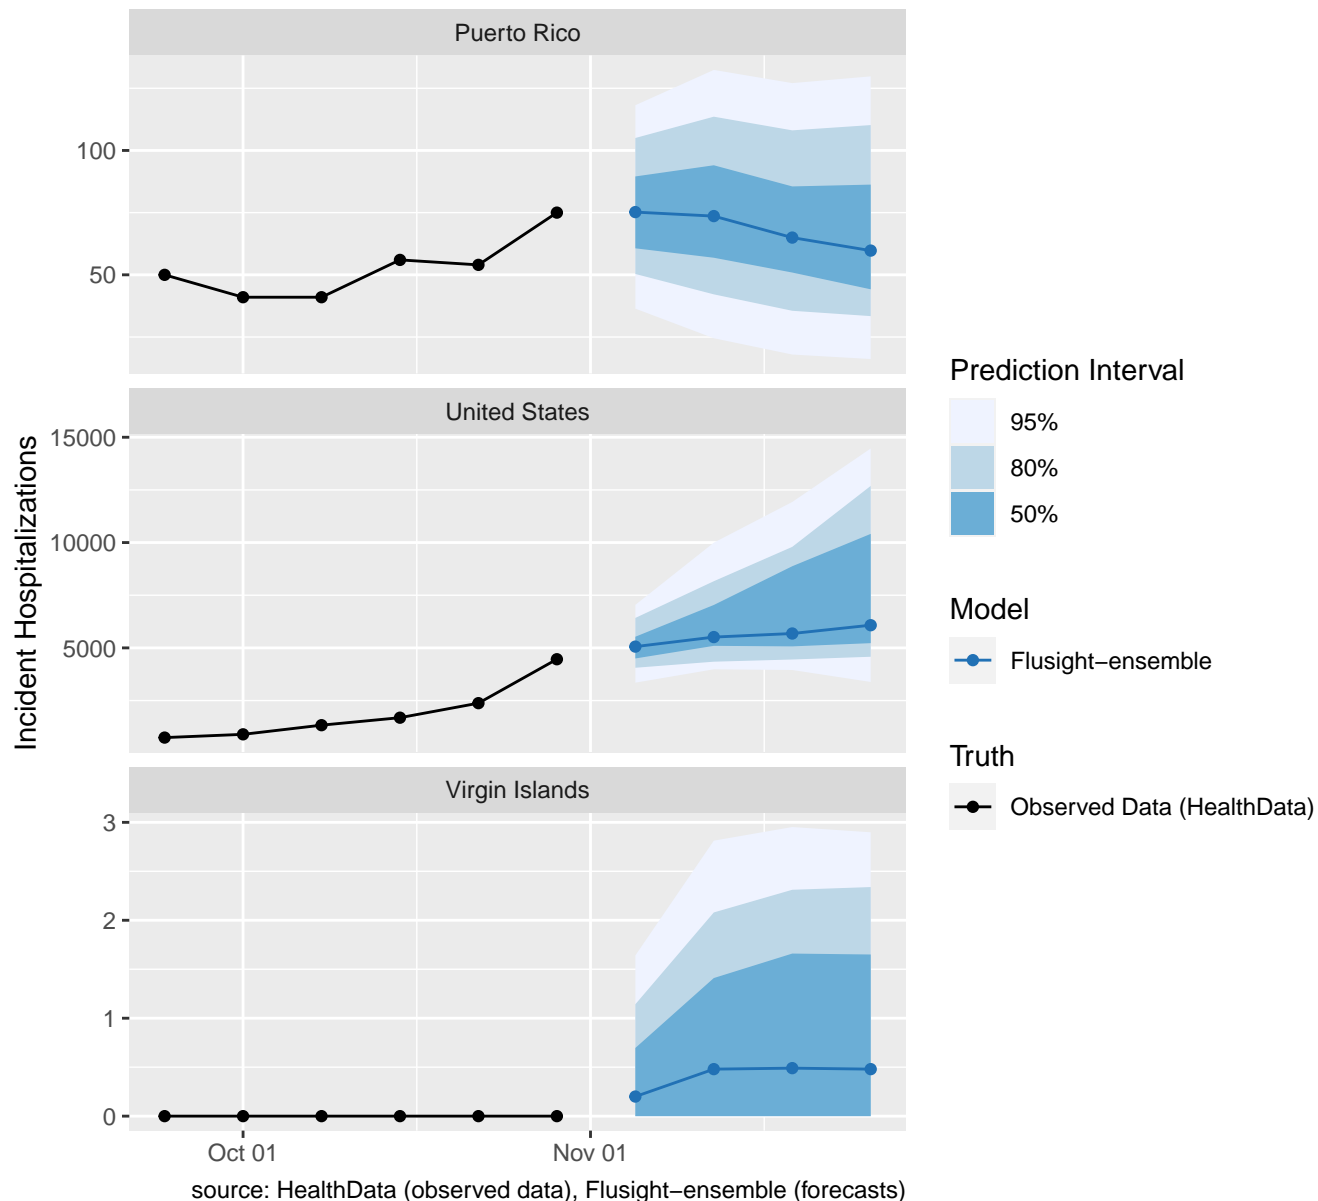 Puerto Rico
100
50
United States
15000
10000
5000
Virgin Islands
3
2
1
0
Oct 01
Nov 01
Incident Hospitalizations
source: HealthData (observed data), Flusight−ensemble (forecasts)
Prediction Interval
95%
80%
50%
Model
Flusight−ensemble
Truth
Observed Data (HealthData)